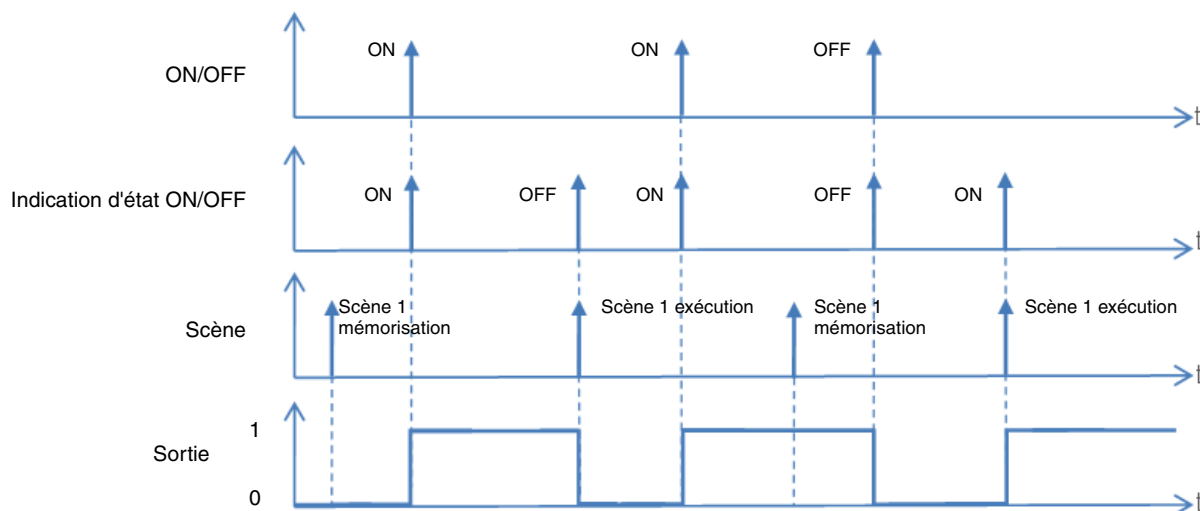 ON/OFF
ON
ON
OFF
t
Indication d'état ON/OFF
ON
OFF
ON
OFF
ON
t
Scène
Scène 1
mémorisation
Scène 1 exécution
Scène 1
mémorisation
Scène 1 exécution
t
Sortie
1
0
t